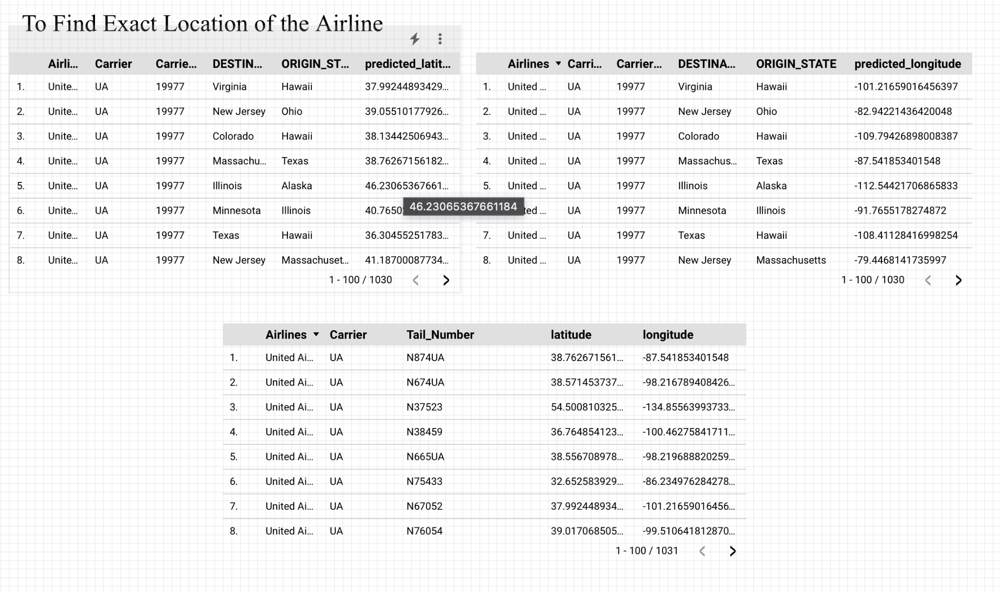 To Find Exact Location of the Airline
Airli... Carrier Carrie... DESTIN... ORIGIN_ST... predicted_latit...
1. Unite... UA 19977 Virginia Hawaii 37.99244893429...
2. Unite... UA 19977 New Jersey Ohio 39.05510177926...
3. Unite... UA 19977 Colorado Hawaii 38.13442506943...
4. Unite... UA 19977 Massachu... Texas 38.76267156182...
5. Unite... UA 19977 Illinois Alaska 46.23065367661...
46.23065367661184
6. Unite... UA 19977 Minnesota Illinois
7. Unite... UA 19977 Texas Hawaii 36.30455251783...
8. Unite... UA 19977 New Jersey Massachuset... 41.18700087734...
1 - 100 / 1030
Airlines Carri... Carrier... DESTINA... ORIGIN_STATE predicted_longitude
1. United ... UA 19977 Virginia Hawaii -101.21659016456397
2. United ... UA 19977 New Jersey Ohio -82.94221436420048
3. United ... UA 19977 Colorado Hawaii -109.79426898008387
4. United ... UA 19977 Massachus... Texas -87.541853401548
5. United ... UA 19977 Illinois Alaska -112.54421706865833
UA 19977 Minnesota Illinois -91.7655178274872
7. United ... UA 19977 Texas Hawaii -108.41128416998254
8. United ... UA 19977 New Jersey Massachusetts -79.4468141735997
1 - 100 / 1030
Airlines Carrier Tail_Number latitude longitude
1. United Ai... UA N874UA 38.762671561... -87.541853401548
2. United Ai... UA N674UA 38.571453737... -98.216789408426...
3. United Ai... UA N37523 54.500810325... -134.85563993733...
4. United Ai... UA N38459 36.764854123... -100.46275841711...
5. United Ai... UA N665UA 38.556708978... -98.219688820259...
6. United Ai... UA N75433 32.652583929... -86.234976284278...
7. United Ai... UA N67052 37.992448934... -101.21659016456...
8. United Ai... UA N76054 39.017068505... -99.510641812870...
1 - 100 / 1031